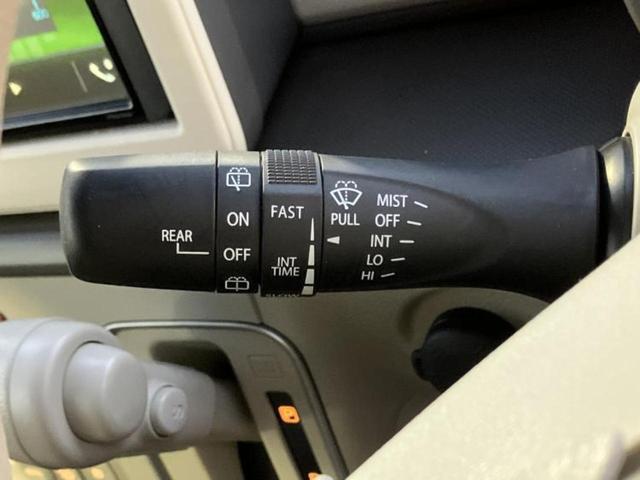 REAR
ON
OFF
FAST
INT
TIME
PULL
MIST
OFF
INT
LO
HI